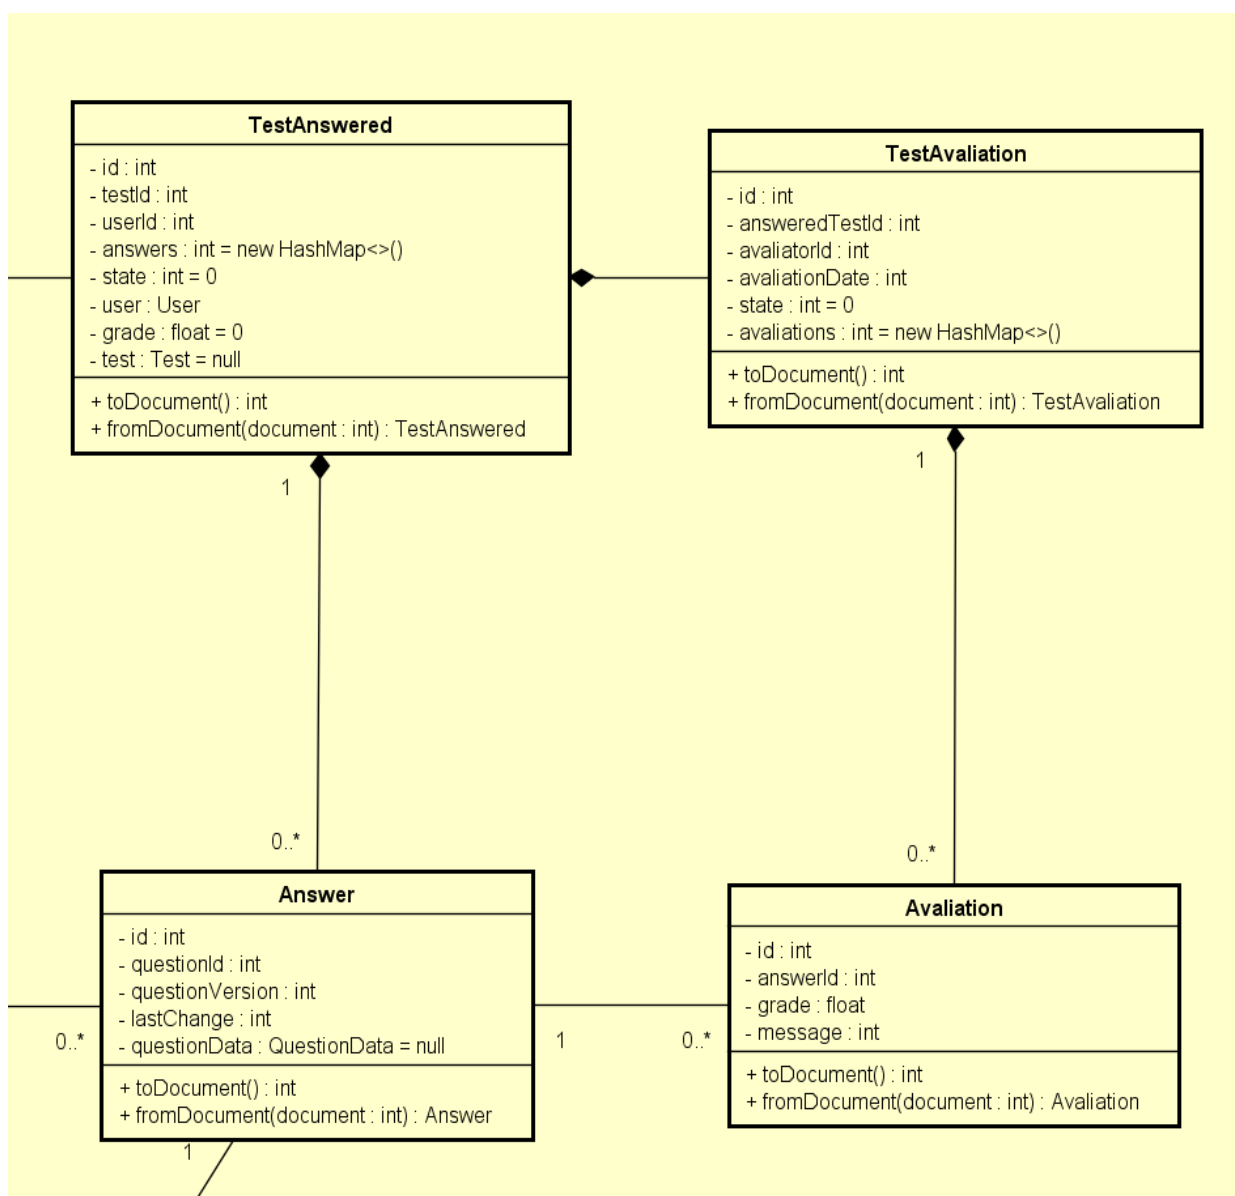 TestAnswered
- id : int
- testId : int
- userId : int
- answers : int = new HashMap<>()
- state : int = 0
- user : User
- grade : float = 0
- test : Test = null
+ toDocument() : int
+ fromDocument(document : int) : TestAnswered
TestAvaliation
- id : int
- answeredTestId : int
- avaliatorId : int
- avaliationDate : int
- state : int = 0
- avaliations : int = new HashMap<>()
+ toDocument() : int
+ fromDocument(document : int) : TestAvaliation
1
1
0..*
0..*
Answer
- id : int
- questionId : int
- questionVersion : int
- lastChange : int
- questionData : QuestionData = null
+ toDocument() : int
+ fromDocument(document : int) : Answer
0..*
1
0..*
1
Avaliation
- id : int
- answerId : int
- grade : float
- message : int
+ toDocument() : int
+ fromDocument(document : int) : Avaliation